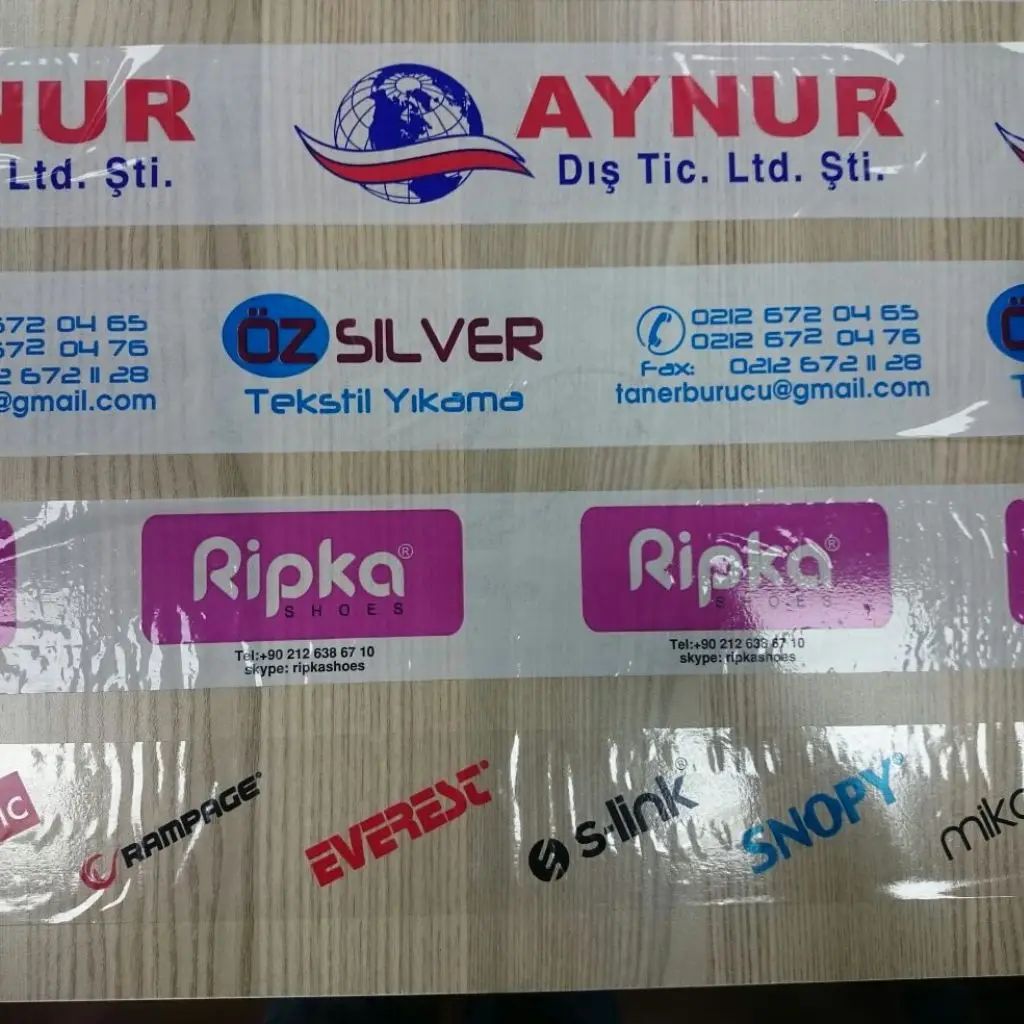 NUR
Ltd. Şti.
AYNUR
Dış Tic. Ltd. Şti.
672 04 65
672 04 76
2 672 11 28
@gmail.com
ÖZ SILVER
Tekstil Yıkama
0212 672 04 65
0212 672 04 76
Fax: 0212 672 11 28
tanerburucu@gmail.com
Ripka®
SHOES
Tel:+90 212 638 67 10
skype: ripkashoes
Ripka®
SHOES
Tel:+90 212 638 67 10
skype: ripkashoes
IC
RAMPAGE®
EVEREST®
S-link®
SNOPY®
mika